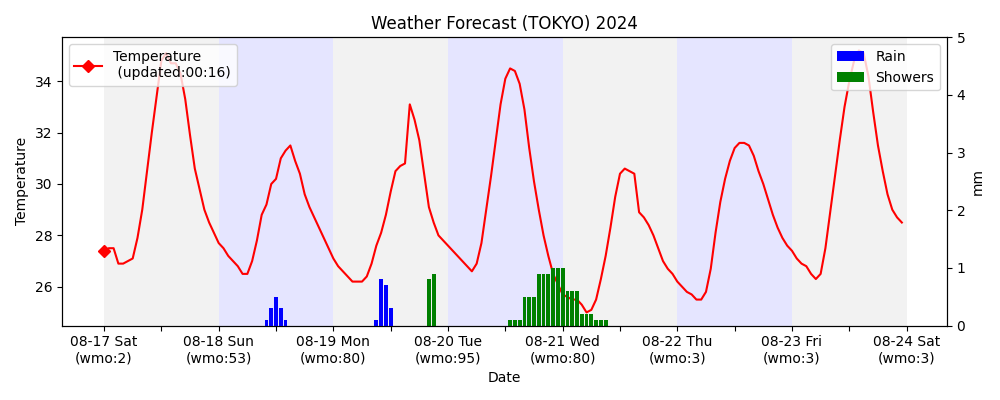 Weather Forecast (TOKYO) 2024
Temperature
(updated:00:16)
Rain
Showers
Temperature
34
32
30
28
26
5
4
3
2
1
0
mm
08-17 Sat
(wmo:2)
08-18 Sun
(wmo:53)
08-19 Mon
(wmo:80)
08-20 Tue
(wmo:95)
08-21 Wed
(wmo:80)
08-22 Thu
(wmo:3)
08-23 Fri
(wmo:3)
08-24 Sat
(wmo:3)
Date